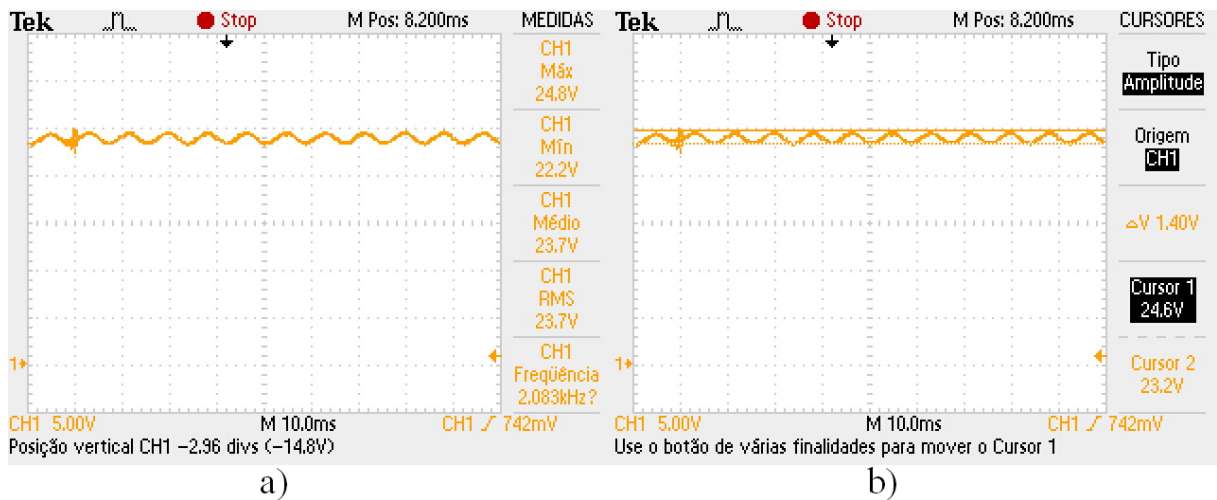 Tek Stop M Pos: 8.200ms MEDIDAS
CH1
Máx
24.8V
CH1
Mín
22.2V
CH1
Médio
23.7V
CH1
RMS
23.7V
CH1
Freqüência
2.083kHz?
1
CH1 5.00V M 10.0ms CH1 742mV
Posição vertical CH1 -2.96 divs (-14.8V)
a)
Tek Stop M Pos: 8.200ms CURSORES
Tipo
Amplitude
Origem
CH1
△V 1.40V
Cursor 1
24.6V
1
Cursor 2
23.2V
CH1 5.00V M 10.0ms CH1 742mV
Use o botão de várias finalidades para mover o Cursor 1
b)